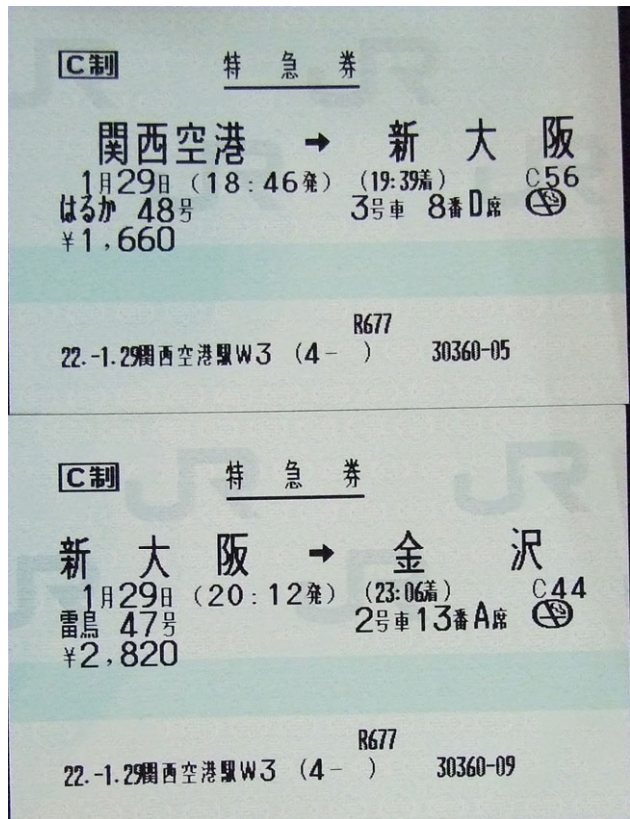 C制 特急券
関西空港 → 新大阪
1月29日 (18:46発) (19:39着) C56
はるか 48号 3号車 8番D席
¥1,660
R677
22.-1.29関西空港駅W3 (4- ) 30360-05
C制 特急券
新大阪 → 金沢
1月29日 (20:12発) (23:06着) C44
雷鳥 47号 2号車13番A席
¥2,820
R677
22.-1.29関西空港駅W3 (4- ) 30360-09